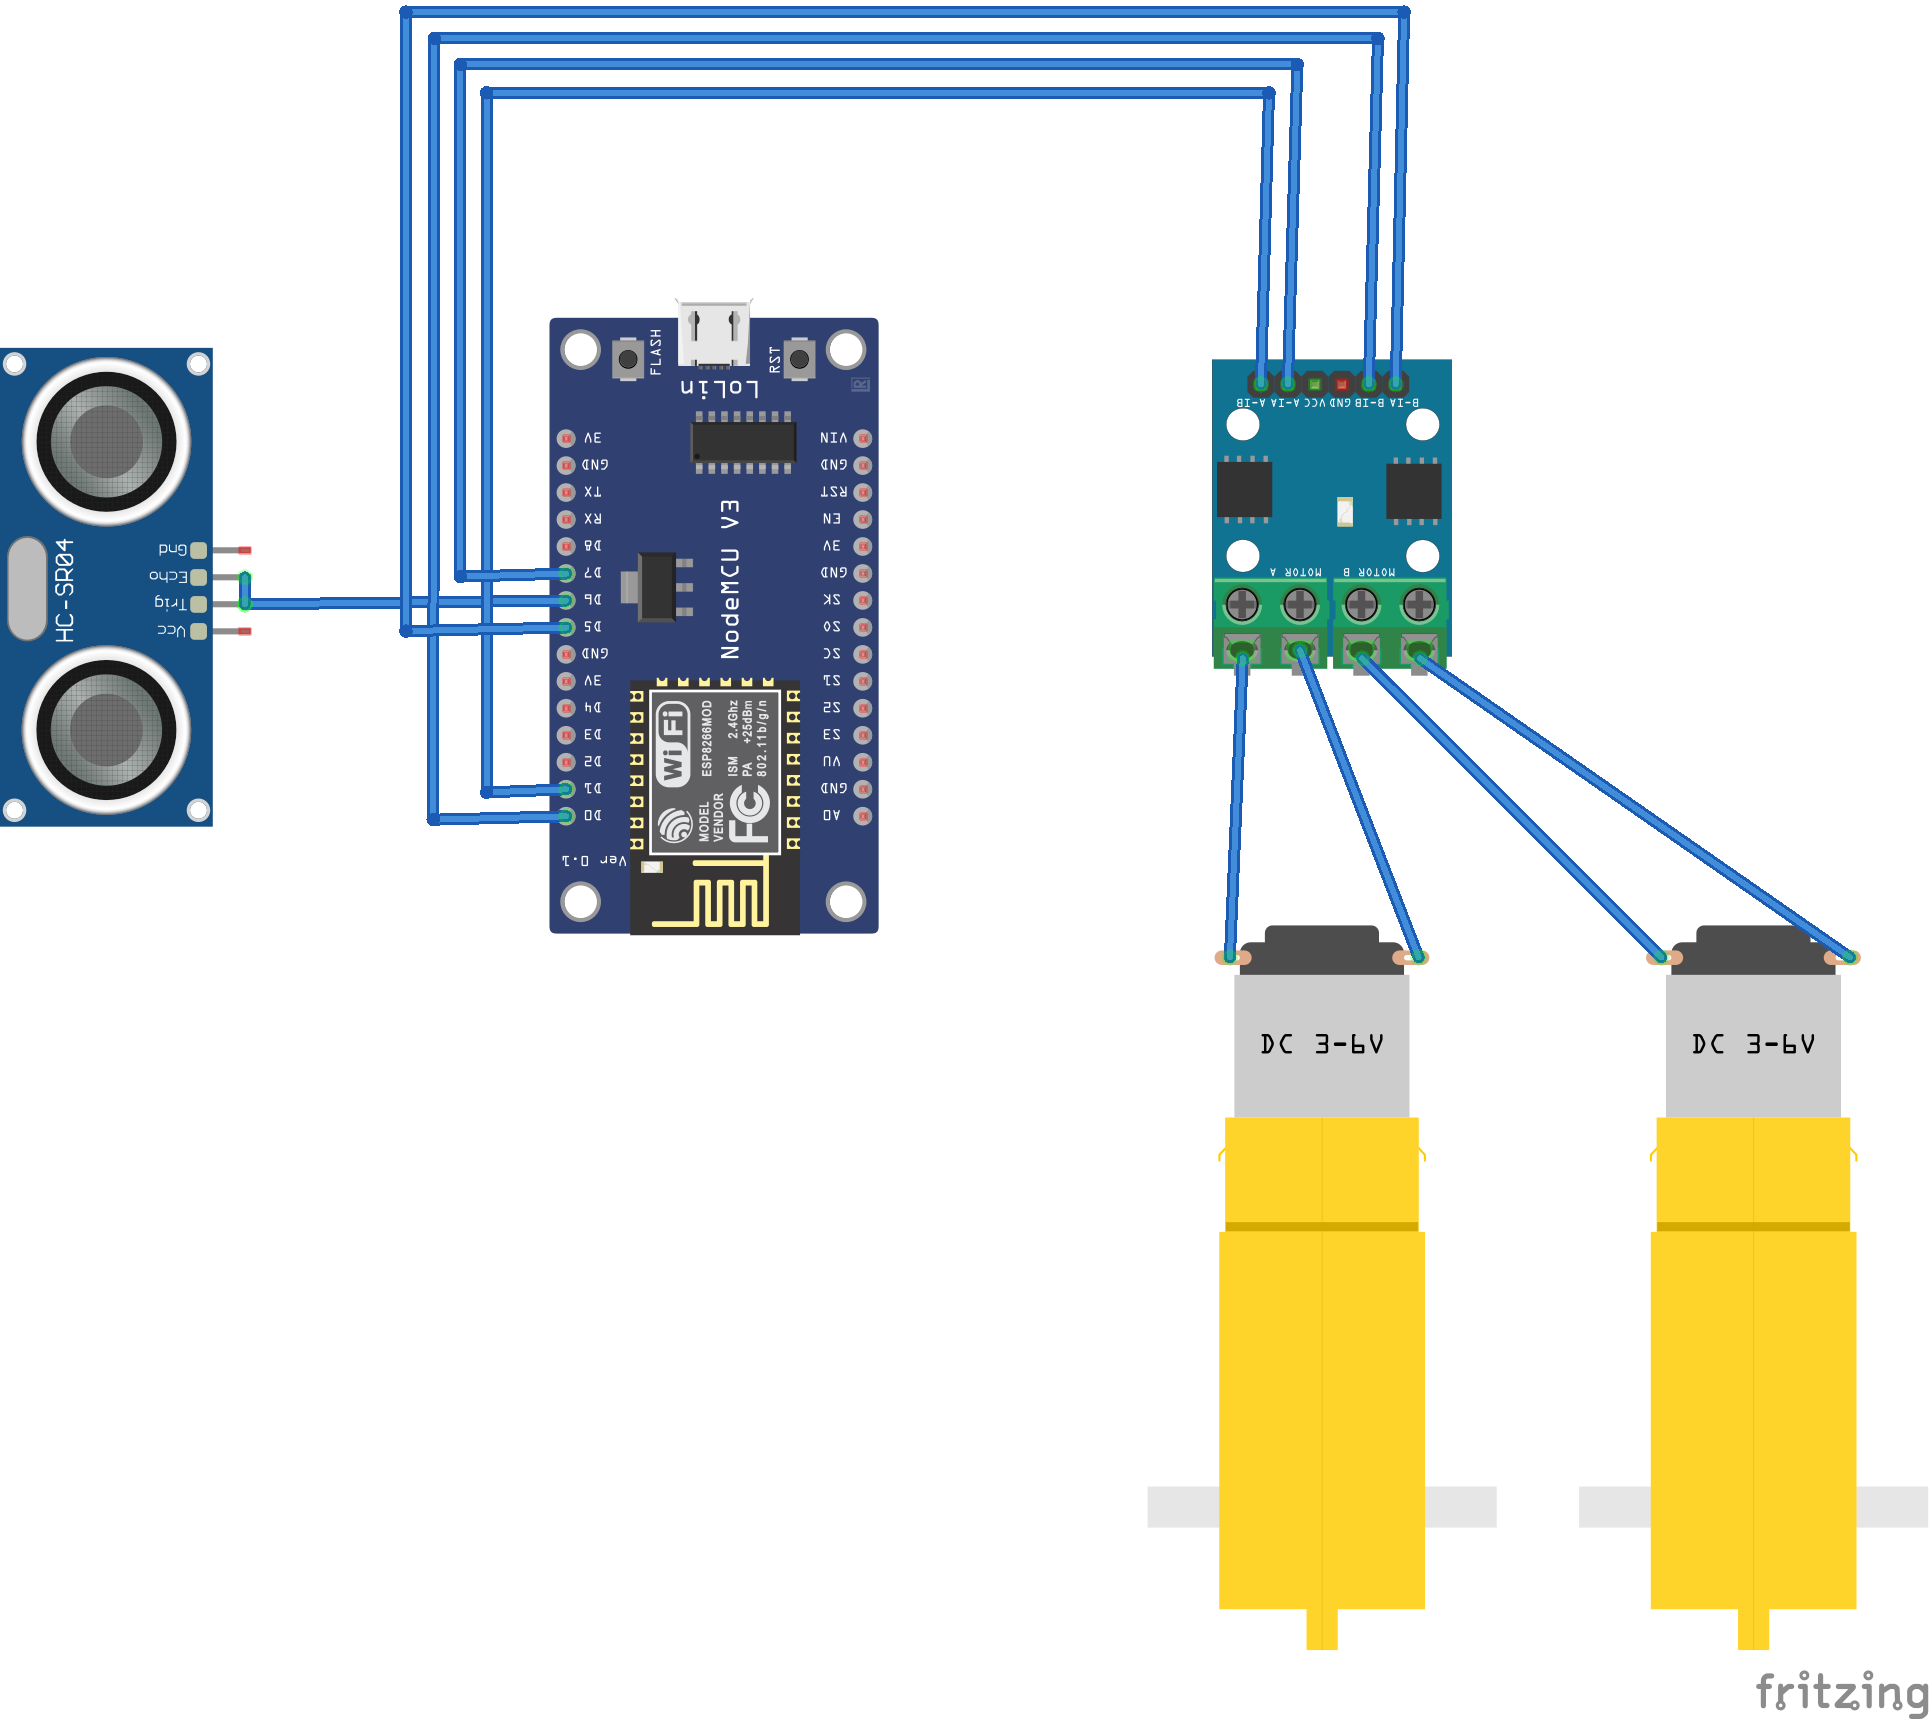 Gnd
Echo
Trig
Vcc
HC-SR04
FLASH
RST
LoLin
3V
GND
TX
RX
D8
D7
D6
D5
GND
3V
D4
D3
D2
D1
D0
VIN
GND
RST
EN
3V
GND
SK
SO
SC
S1
S2
S3
VU
GND
A0
NodeMCU V3
WiFi
ESP8266MOD
ISM 2.4Ghz
PA +25dBm
802.11b/g/n
MODEL
VENDOR
FC
Ver 0.1
A-IB
A-IA
VCC
GND
B-IB
B-IA
MOTOR A
MOTOR B
DC 3-6V
DC 3-6V
fritzing